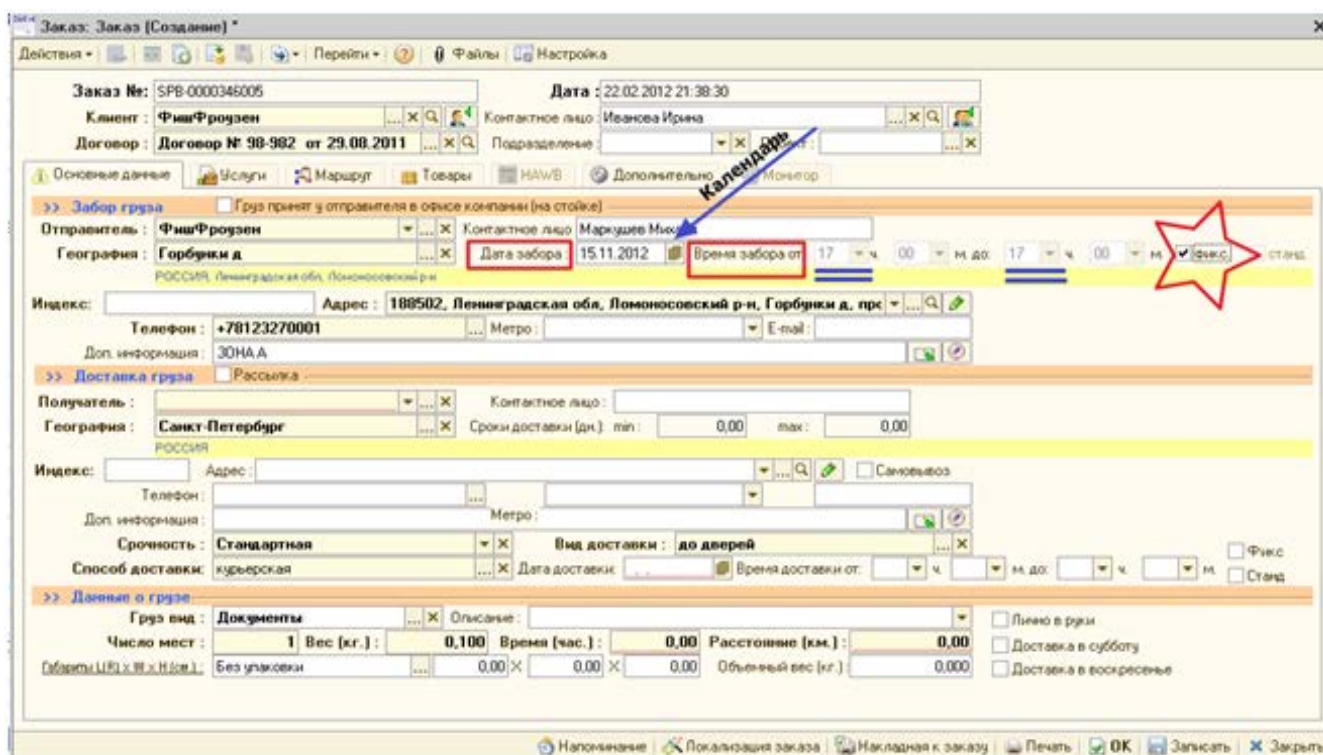 Заказ: Заказ (Создание) *
Действия Перейти Файлы Настройка
Заказ №: SPB-0000346005 Дата : 22.02.2012 21:38:30
Клиент : ФишФроузен ... Контактное лицо : Иванова Ирина ...
Договор : Договор № 98-982 от 29.08.2011 ... Подразделение : ...
Календарь
Основные данные Услуги Маршрут Товары HAWB Дополнительно Монитор
>> Забор груза Груз принят у отправителя в офисе компании (на стойке)
Отправитель : ФишФроузен ... Контактное лицо Маркушев
География : Горбунки д ... Дата забора : 15.11.2012 Время забора от 17 ч. 00 м. до: 17 ч. 00 м. Фикс. станд
РОССИЯ, Ленинградская обл, Ломоносовский р-н
Индекс: Адрес : 188502, Ленинградская обл, Ломоносовский р-н, Горбунки д, прс ...
Телефон : +78123270001 ... Метро : E-mail :
Доп. информация : ЗОНА А
>> Доставка груза Рассылка
Получатель : ... Контактное лицо :
География : Санкт-Петербург ... Сроки доставки (дн.) min : 0,00 max : 0,00
РОССИЯ
Индекс: Адрес : ... Самовывоз
Телефон : ...
Доп. информация : Метро :
Срочность : Стандартная Вид доставки : до дверей ...
Способ доставки: курьерская ... Дата доставки: . . Время доставки от: ч. м. до: ч. м. Фикс Станд
>> Данные о грузе
Груз вид : Документы ... Описание : Лично в руки
Число мест : 1 Вес (кг.) : 0,100 Время (час.) : 0,00 Расстояние (км.) : 0,00 Доставка в субботу
Габариты L(R) x W x H (см.) : Без упаковки ... 0,00 X 0,00 X 0,00 Объемный вес (кг.) : 0,000 Доставка в воскресенье
Напоминание Локализация заказа Накладная к заказу Печать OK Записать Закрыть